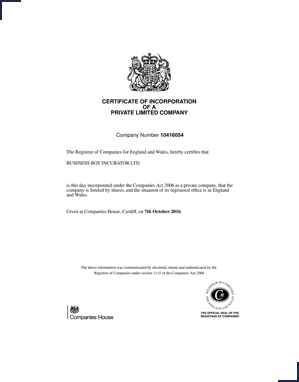 CERTIFICATE OF INCORPORATION
OF A
PRIVATE LIMITED COMPANY
Company Number 10416054
The Registrar of Companies for England and Wales, hereby certifies that
BUSINESS BOT INCUBATOR LTD
is this day incorporated under the Companies Act 2006 as a private company, that the
company is limited by shares, and the situation of its registered office is in England
and Wales.
Given at Companies House, Cardiff, on 7th October 2016.
The above information was communicated by electronic means and authenticated by the
Registrar of Companies under section 1115 of the Companies Act 2006
Companies House
THE OFFICIAL SEAL OF THE
REGISTRAR OF COMPANIES